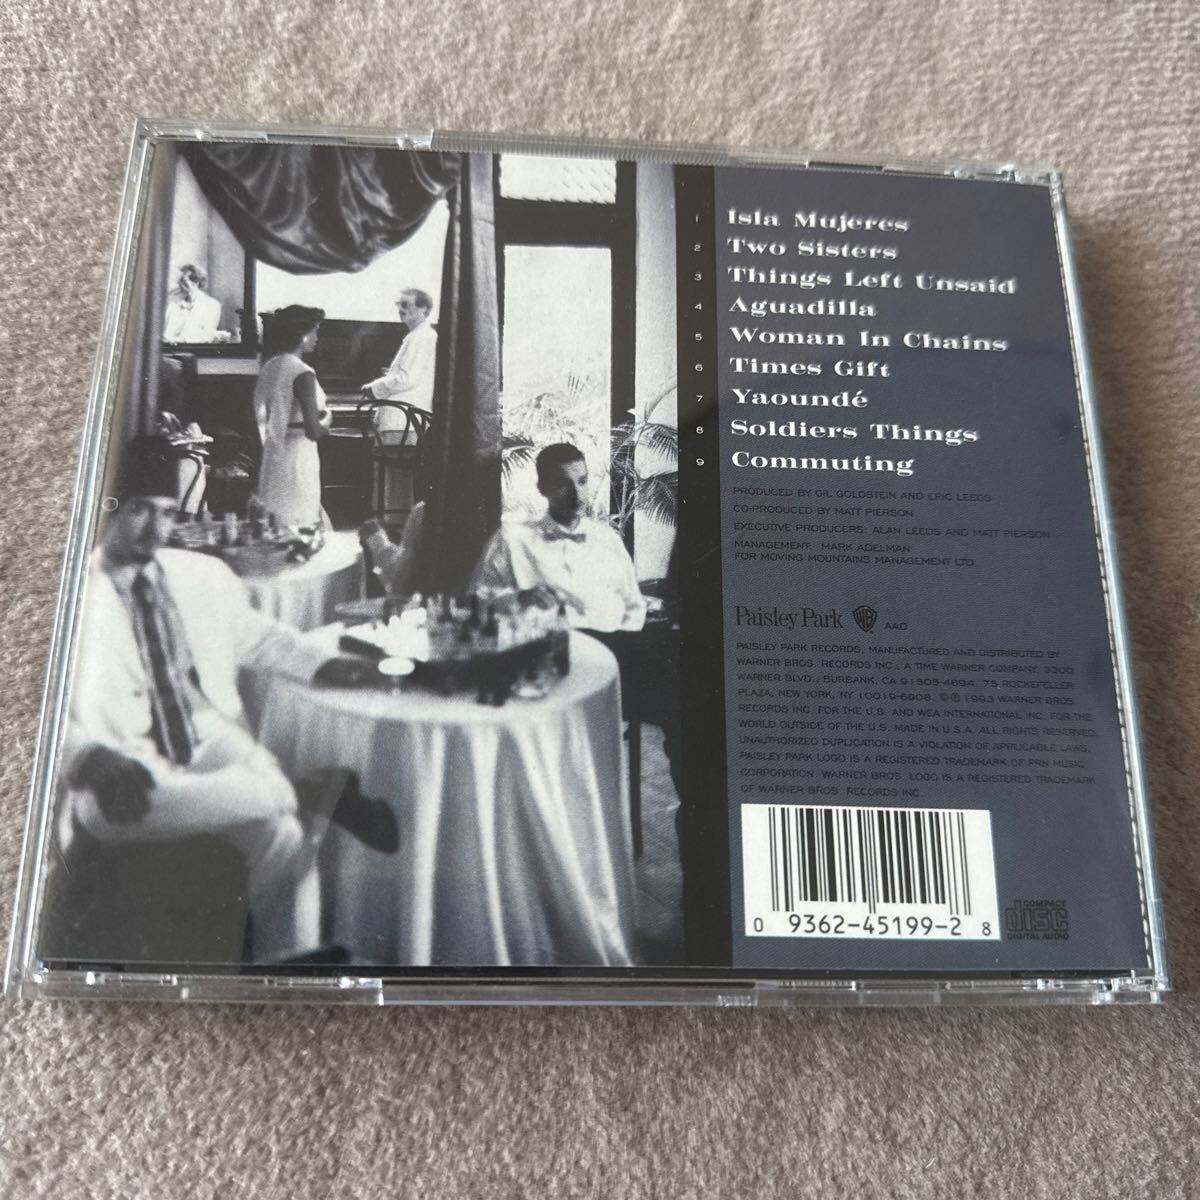 1 Isla Mujeres
2 Two Sisters
3 Things Left Unsaid
4 Aguadilla
5 Woman In Chains
6 Times Gift
7 Yaoundé
8 Soldiers Things
9 Commuting
PRODUCED BY GIL GOLDSTEIN AND ERIC LEEDS
CO-PRODUCED BY MATT PIERSON
EXECUTIVE PRODUCERS: ALAN LEEDS AND MATT PIERSON
MANAGEMENT: MARK ADELMAN
FOR MOVING MOUNTAINS MANAGEMENT LTD.
Paisley Park WB AAD
PAISLEY PARK RECORDS, MANUFACTURED AND DISTRIBUTED BY
WARNER BROS. RECORDS INC., A TIME WARNER COMPANY. 3300
WARNER BLVD., BURBANK, CA 91505-4694. 75 ROCKEFELLER
PLAZA, NEW YORK, NY 10019-6908. ©℗ 1993 WARNER BROS.
RECORDS INC. FOR THE U.S. AND WEA INTERNATIONAL INC. FOR THE
WORLD OUTSIDE OF THE U.S. MADE IN U.S.A. ALL RIGHTS RESERVED.
UNAUTHORIZED DUPLICATION IS A VIOLATION OF APPLICABLE LAWS.
PAISLEY PARK LOGO IS A REGISTERED TRADEMARK OF PRN MUSIC
CORPORATION. WARNER BROS. LOGO IS A REGISTERED TRADEMARK
OF WARNER BROS. RECORDS INC.
0 9362-45199-2 8
COMPACT
disc
DIGITAL AUDIO